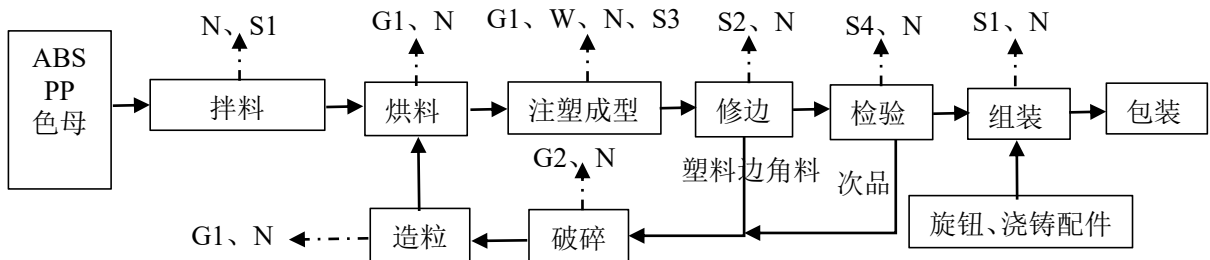 N、S1
G1、N
G1、W、N、S3
S2、N
S4、N
S1、N
ABS
PP
色母
拌料
烘料
注塑成型
修边
检验
组装
包装
G2、N
塑料边角料
次品
G1、N
造粒
破碎
旋钮、浇铸配件